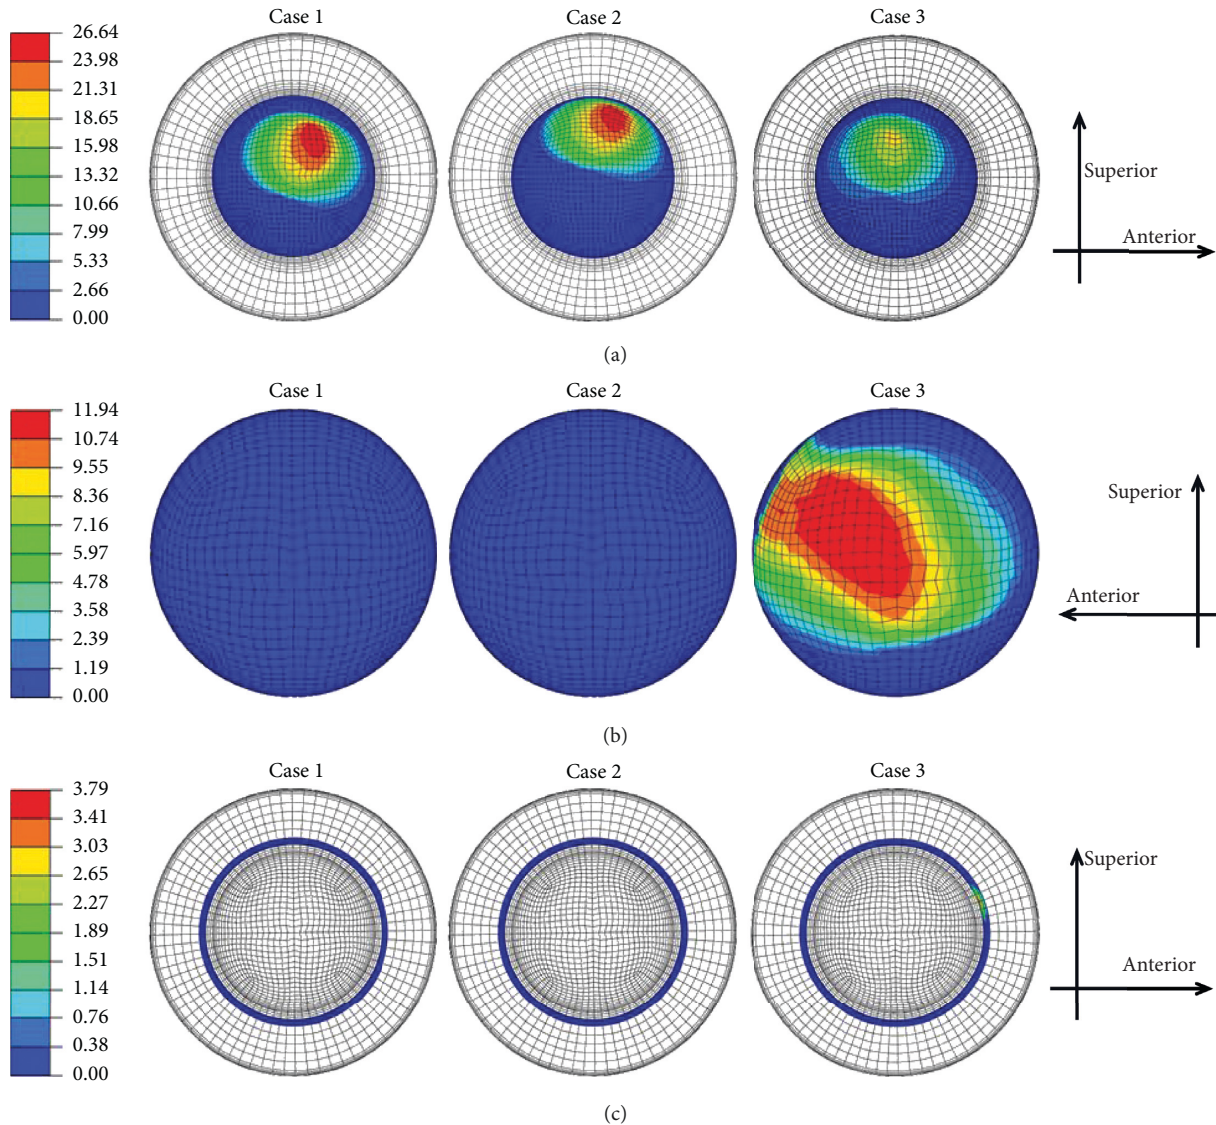 Case 1 Case 2 Case 3
26.64
23.98
21.31
18.65
15.98
13.32
10.66
7.99
5.33
2.66
0.00
Superior
Anterior
(a)
Case 1 Case 2 Case 3
11.94
10.74
9.55
8.36
7.16
5.97
4.78
3.58
2.39
1.19
0.00
Superior
Anterior
(b)
Case 1 Case 2 Case 3
3.79
3.41
3.03
2.65
2.27
1.89
1.51
1.14
0.76
0.38
0.00
Superior
Anterior
(c)